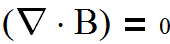 (∇ · B) = 0